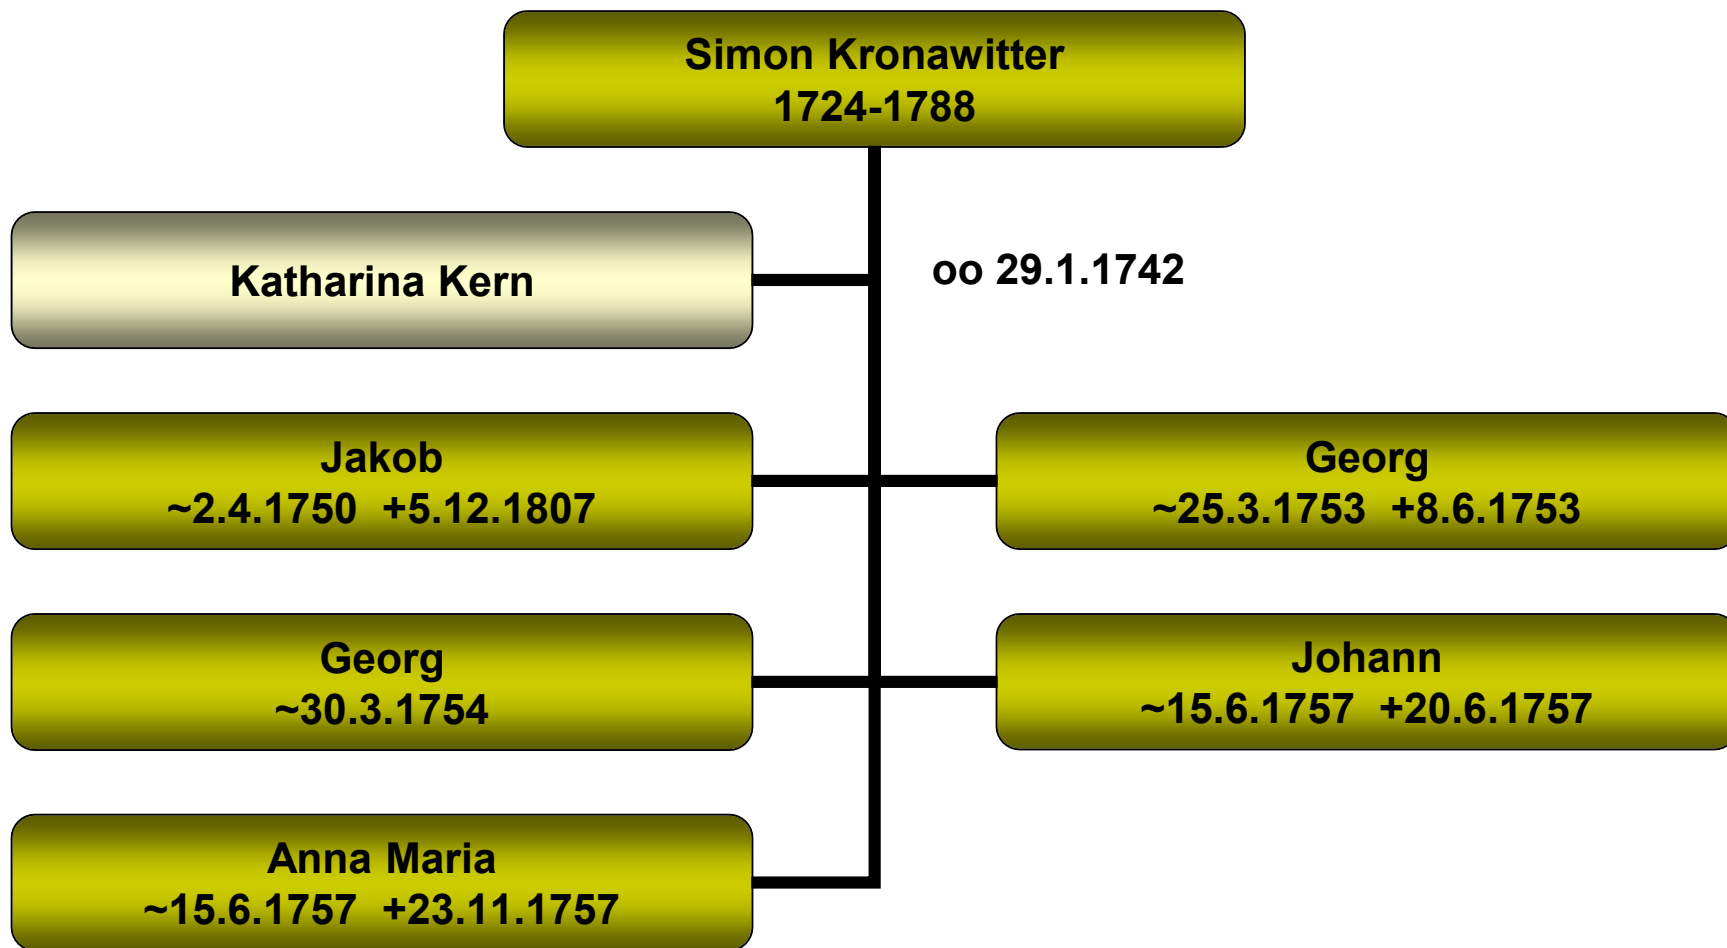 Simon Kronawitter
1724-1788
Katharina Kern
oo 29.1.1742
Jakob
~2.4.1750 +5.12.1807
Georg
~25.3.1753 +8.6.1753
Georg
~30.3.1754
Johann
~15.6.1757 +20.6.1757
Anna Maria
~15.6.1757 +23.11.1757